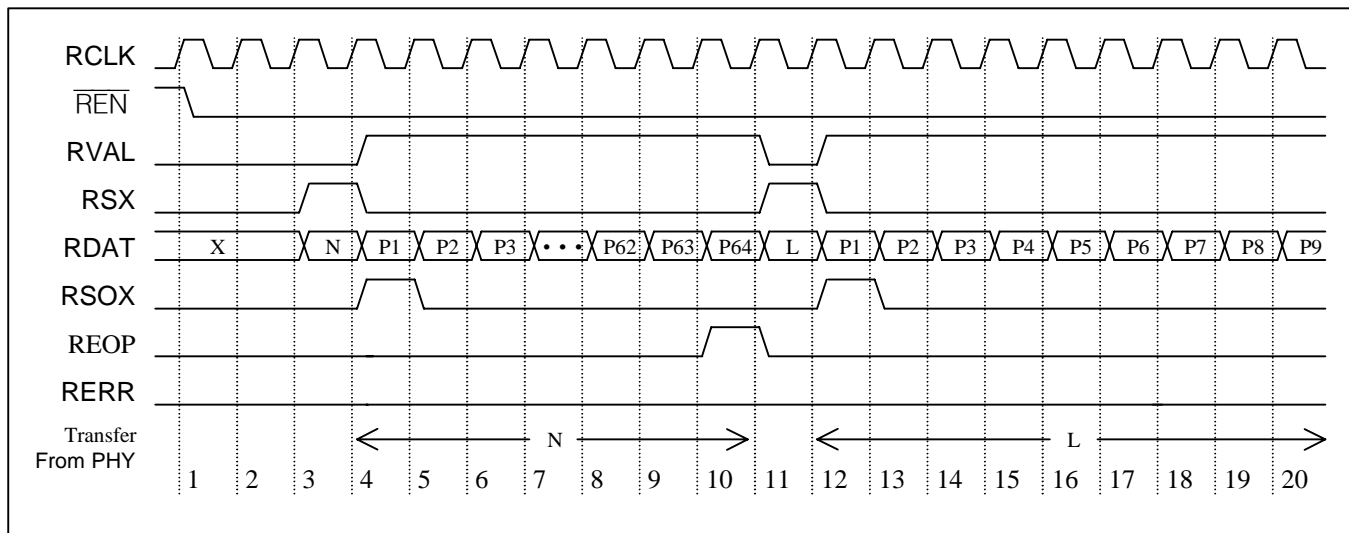 RCLK
REN
RVAL
RSX
RDAT X N P1 P2 P3 • • • P62 P63 P64 L P1 P2 P3 P4 P5 P6 P7 P8 P9
RSOX
REOP
RERR
Transfer N L
From PHY
1 2 3 4 5 6 7 8 9 10 11 12 13 14 15 16 17 18 19 20